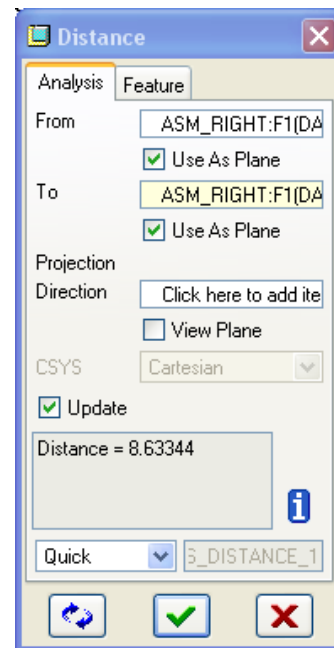 Distance
Analysis Feature
From ASM_RIGHT:F1(DA
Use As Plane
To ASM_RIGHT:F1(DA
Use As Plane
Projection
Direction Click here to add ite
View Plane
CSYS Cartesian
Update
Distance = 8.63344
Quick S_DISTANCE_1